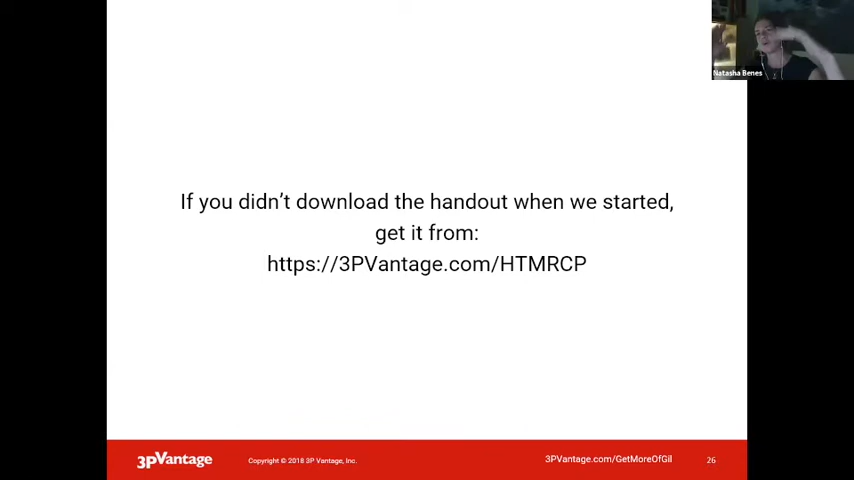 Natasha Benes
If you didn't download the handout when we started,
get it from:
https://3PVantage.com/HTMRCP
3PVantage
Copyright © 2018 3P Vantage, Inc.
3PVantage.com/GetMoreOfGil
26